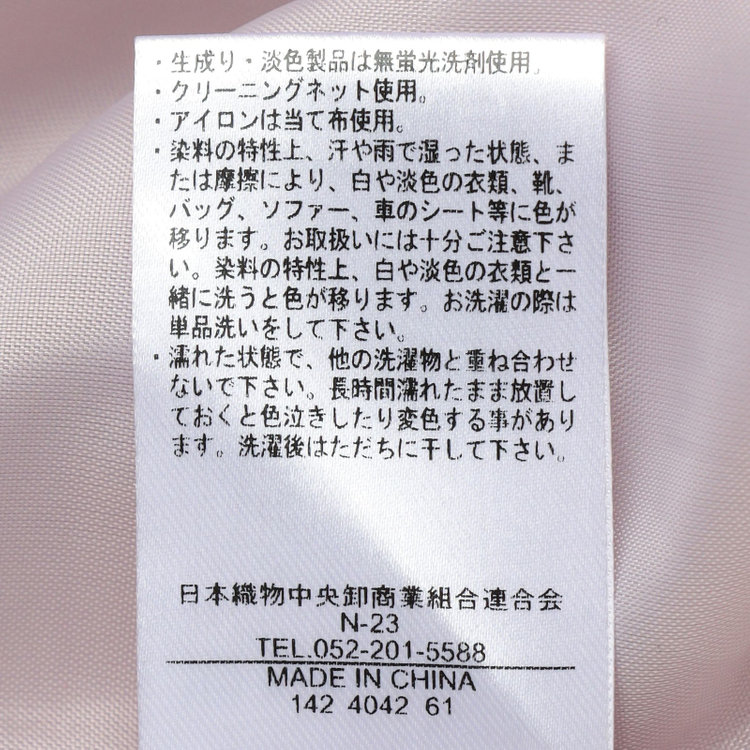 ・生成り・淡色製品は無蛍光洗剤使用。
・クリーニングネット使用。
・アイロンは当て布使用。
・染料の特性上、汗や雨で湿った状態、ま
たは摩擦により、白や淡色の衣類、靴、
バッグ、ソファー、車のシート等に色が
移ります。お取扱いには十分ご注意下さ
い。染料の特性上、白や淡色の衣類と一
緒に洗うと色が移ります。お洗濯の際は
単品洗いをして下さい。
・濡れた状態で、他の洗濯物と重ね合わせ
ないで下さい。長時間濡れたまま放置し
ておくと色泣きしたり変色する事があり
ます。洗濯後はただちに干して下さい。
日本織物中央卸商業組合連合会
N-23
TEL.052-201-5588
MADE IN CHINA
142 4042 61